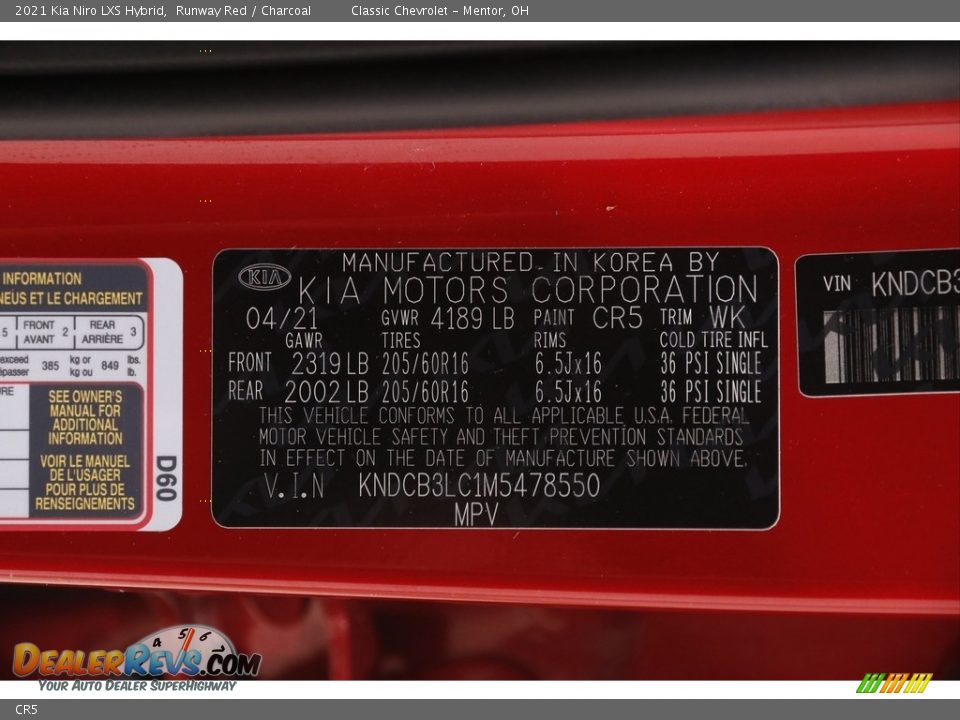 2021 Kia Niro LXS Hybrid, Runway Red / Charcoal Classic Chevrolet – Mentor, OH
INFORMATION
NEUS ET LE CHARGEMENT
5 FRONT AVANT 2 REAR ARRIÈRE 3
385 kg or kg ou 849 lbs. lb.
SEE OWNER'S
MANUAL FOR
ADDITIONAL
INFORMATION
VOIR LE MANUEL
DE L'USAGER
POUR PLUS DE
RENSEIGNEMENTS
D60
KIA
MANUFACTURED IN KOREA BY
KIA MOTORS CORPORATION
04/21 GVWR 4189 LB PAINT CR5 TRIM WK
GAWR TIRES RIMS COLD TIRE INFL
FRONT 2319 LB 205/60R16 6.5Jx16 36 PSI SINGLE
REAR 2002 LB 205/60R16 6.5Jx16 36 PSI SINGLE
THIS VEHICLE CONFORMS TO ALL APPLICABLE U.S.A. FEDERAL
MOTOR VEHICLE SAFETY AND THEFT PREVENTION STANDARDS
IN EFFECT ON THE DATE OF MANUFACTURE SHOWN ABOVE.
V.I.N KNDCB3LC1M5478550
MPV
VIN KNDCB3
4 5 6 7
DEALERREVS.COM
YOUR AUTO DEALER SUPERHIGHWAY
CR5